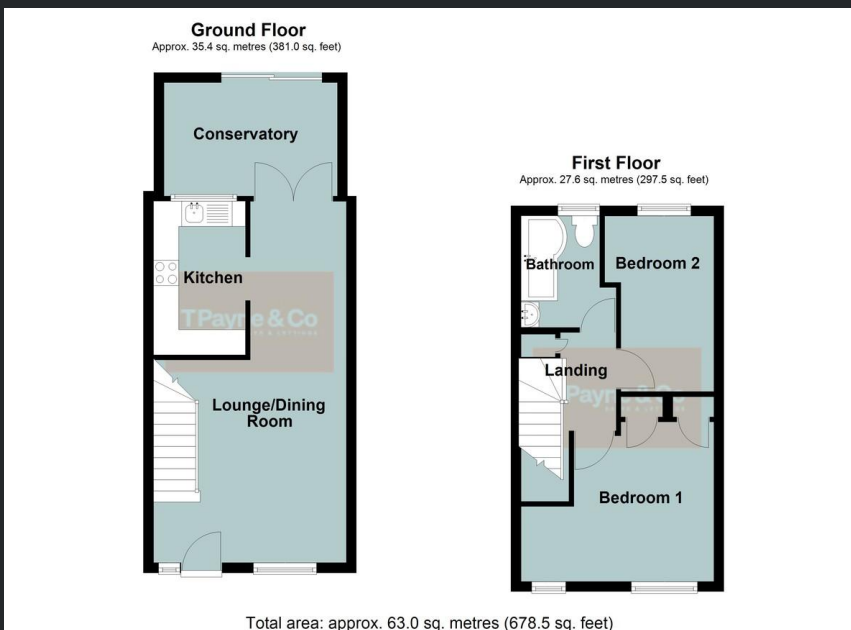 Ground Floor
Approx. 35.4 sq. metres (381.0 sq. feet)
Conservatory
Kitchen
TPayne & Co
Lounge/Dining
Room
First Floor
Approx. 27.6 sq. metres (297.5 sq. feet)
Bathroom
Bedroom 2
Landing
Payne & Co
Bedroom 1
Total area: approx. 63.0 sq. metres (678.5 sq. feet)